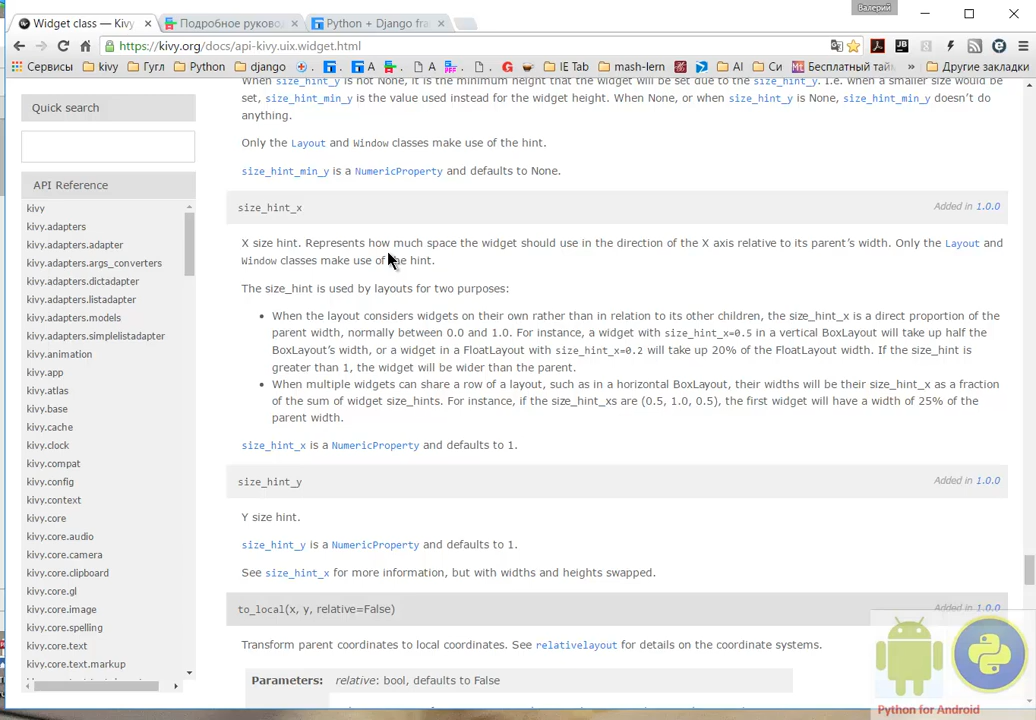 Валерий
Widget class — Kivy
Подробное руково
Python + Django fra
https://kivy.org/docs/api-kivy.uix.widget.html
Сервисы kivy Гугл Python django A A IE Tab mash-lern AI Си Бесплатный тайм Другие закладки
Quick search
API Reference
kivy
kivy.adapters
kivy.adapters.adapter
kivy.adapters.args_converters
kivy.adapters.dictadapter
kivy.adapters.listadapter
kivy.adapters.models
kivy.adapters.simplelistadapter
kivy.animation
kivy.app
kivy.atlas
kivy.base
kivy.cache
kivy.clock
kivy.compat
kivy.config
kivy.context
kivy.core
kivy.core.audio
kivy.core.camera
kivy.core.clipboard
kivy.core.gl
kivy.core.image
kivy.core.spelling
kivy.core.text
kivy.core.text.markup
When size_hint_y is not None, it is the minimum height that the widget will be set due to the size_hint_y. I.e. when a smaller size would be
set, size_hint_min_y is the value used instead for the widget height. When None, or when size_hint_y is None, size_hint_min_y doesn't do
anything.
Only the Layout and Window classes make use of the hint.
size_hint_min_y is a NumericProperty and defaults to None.
size_hint_x Added in 1.0.0
X size hint. Represents how much space the widget should use in the direction of the X axis relative to its parent's width. Only the Layout and
Window classes make use of the hint.
The size_hint is used by layouts for two purposes:
• When the layout considers widgets on their own rather than in relation to its other children, the size_hint_x is a direct proportion of the
parent width, normally between 0.0 and 1.0. For instance, a widget with size_hint_x=0.5 in a vertical BoxLayout will take up half the
BoxLayout's width, or a widget in a FloatLayout with size_hint_x=0.2 will take up 20% of the FloatLayout width. If the size_hint is
greater than 1, the widget will be wider than the parent.
• When multiple widgets can share a row of a layout, such as in a horizontal BoxLayout, their widths will be their size_hint_x as a fraction
of the sum of widget size_hints. For instance, if the size_hint_xs are (0.5, 1.0, 0.5), the first widget will have a width of 25% of the
parent width.
size_hint_x is a NumericProperty and defaults to 1.
size_hint_y Added in 1.0.0
Y size hint.
size_hint_y is a NumericProperty and defaults to 1.
See size_hint_x for more information, but with widths and heights swapped.
to_local(x, y, relative=False) Added in 1.0.0
Transform parent coordinates to local coordinates. See relativelayout for details on the coordinate systems.
Parameters: relative: bool, defaults to False
Python for Android